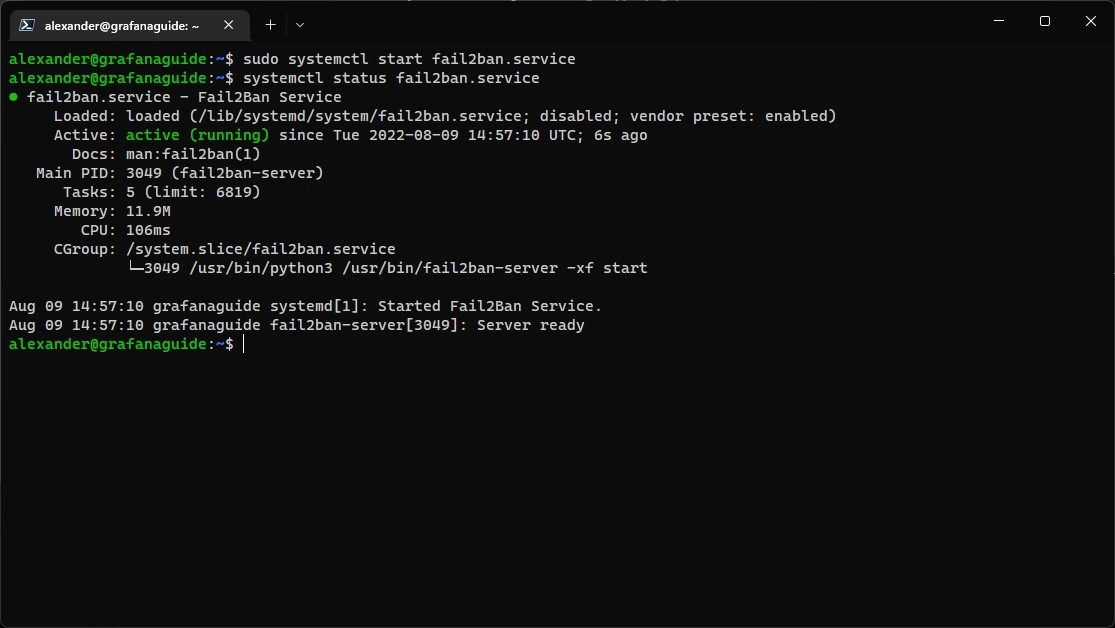 alexander@grafanaguide: ~
alexander@grafanaguide:~$ sudo systemctl start fail2ban.service
alexander@grafanaguide:~$ systemctl status fail2ban.service
● fail2ban.service - Fail2Ban Service
     Loaded: loaded (/lib/systemd/system/fail2ban.service; disabled; vendor preset: enabled)
     Active: active (running) since Tue 2022-08-09 14:57:10 UTC; 6s ago
       Docs: man:fail2ban(1)
   Main PID: 3049 (fail2ban-server)
      Tasks: 5 (limit: 6819)
     Memory: 11.9M
        CPU: 106ms
     CGroup: /system.slice/fail2ban.service
             └─3049 /usr/bin/python3 /usr/bin/fail2ban-server -xf start
Aug 09 14:57:10 grafanaguide systemd[1]: Started Fail2Ban Service.
Aug 09 14:57:10 grafanaguide fail2ban-server[3049]: Server ready
alexander@grafanaguide:~$